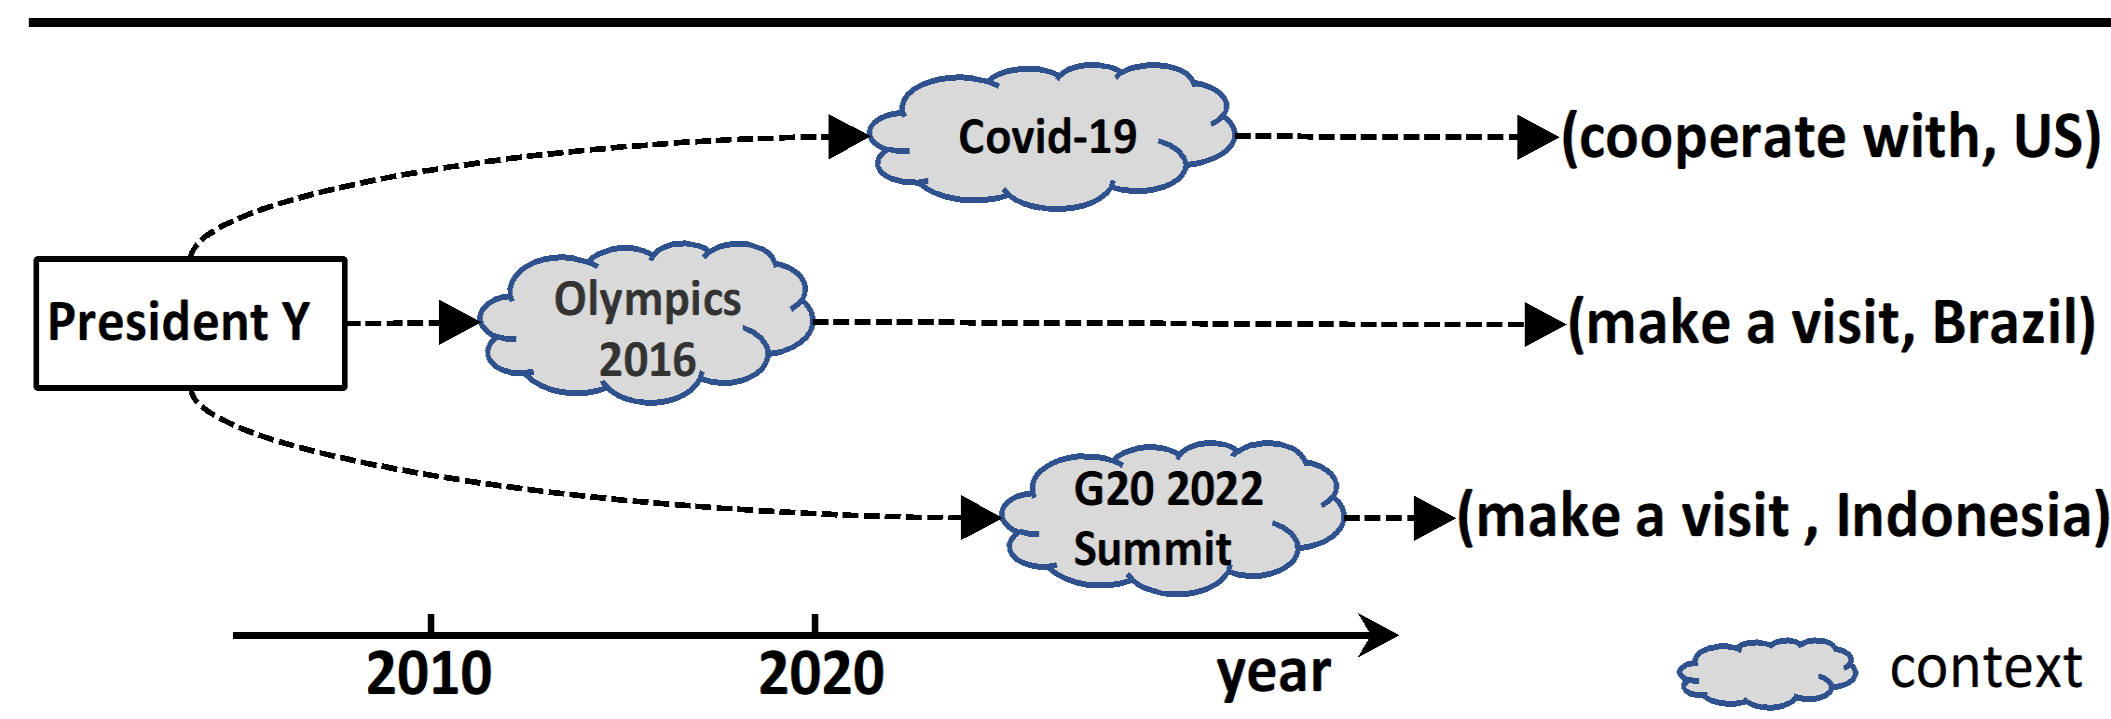 Covid-19
(cooperate with, US)
President Y
Olympics
2016
(make a visit, Brazil)
G20 2022
Summit
(make a visit , Indonesia)
2010
2020
year
context